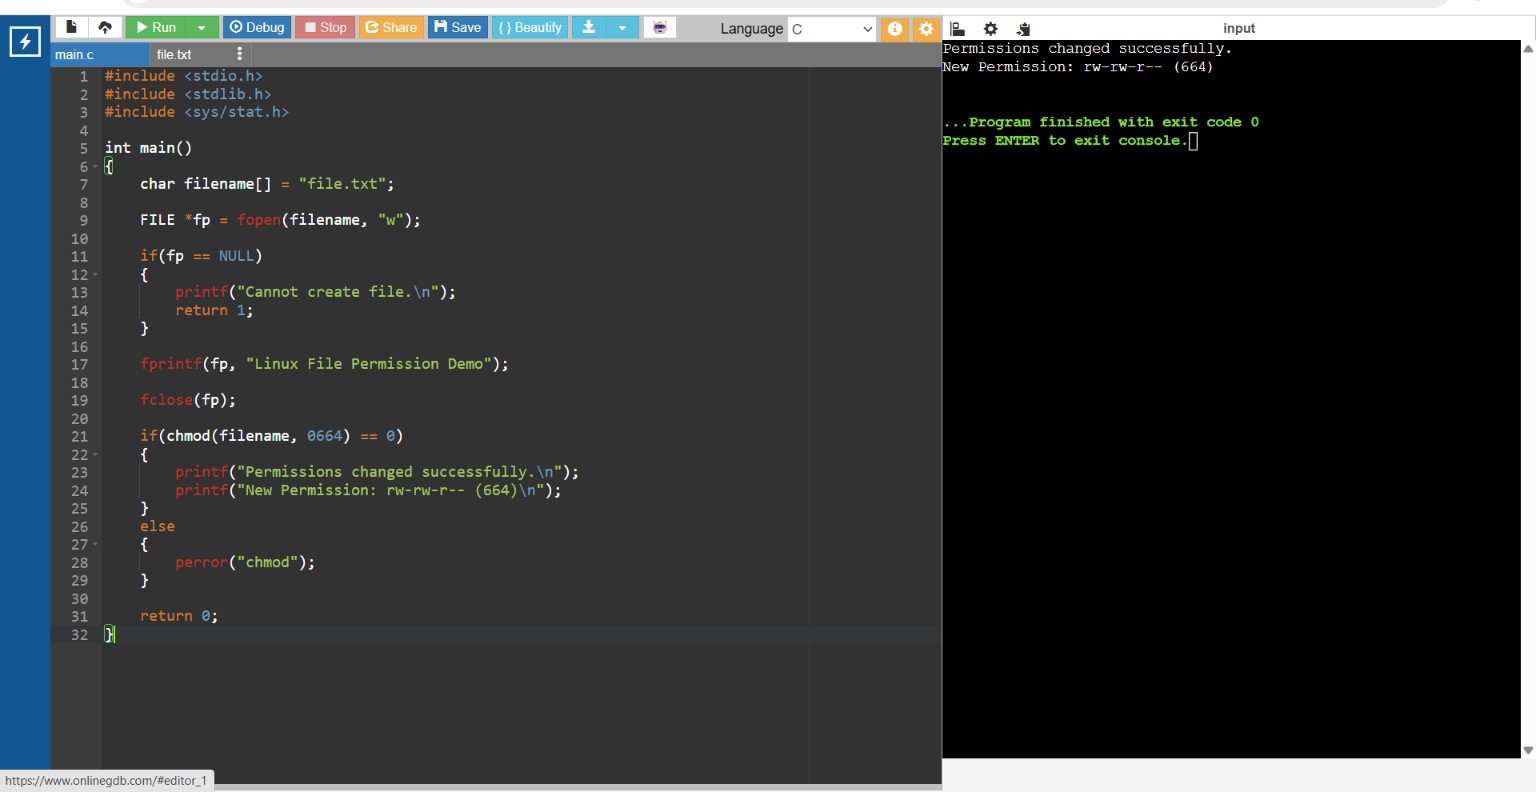 Run
Debug
Stop
Share
Save
{ } Beautify
Language
C
input
main.c
file.txt
1 #include <stdio.h>
2 #include <stdlib.h>
3 #include <sys/stat.h>
4
5 int main()
6 {
7 char filename[] = "file.txt";
8
9 FILE *fp = fopen(filename, "w");
10
11 if(fp == NULL)
12 {
13 printf("Cannot create file.\n");
14 return 1;
15 }
16
17 fprintf(fp, "Linux File Permission Demo");
18
19 fclose(fp);
20
21 if(chmod(filename, 0664) == 0)
22 {
23 printf("Permissions changed successfully.\n");
24 printf("New Permission: rw-rw-r-- (664)\n");
25 }
26 else
27 {
28 perror("chmod");
29 }
30
31 return 0;
32 }
Permissions changed successfully.
New Permission: rw-rw-r-- (664)
...Program finished with exit code 0
Press ENTER to exit console.
https://www.onlinegdb.com/#editor_1